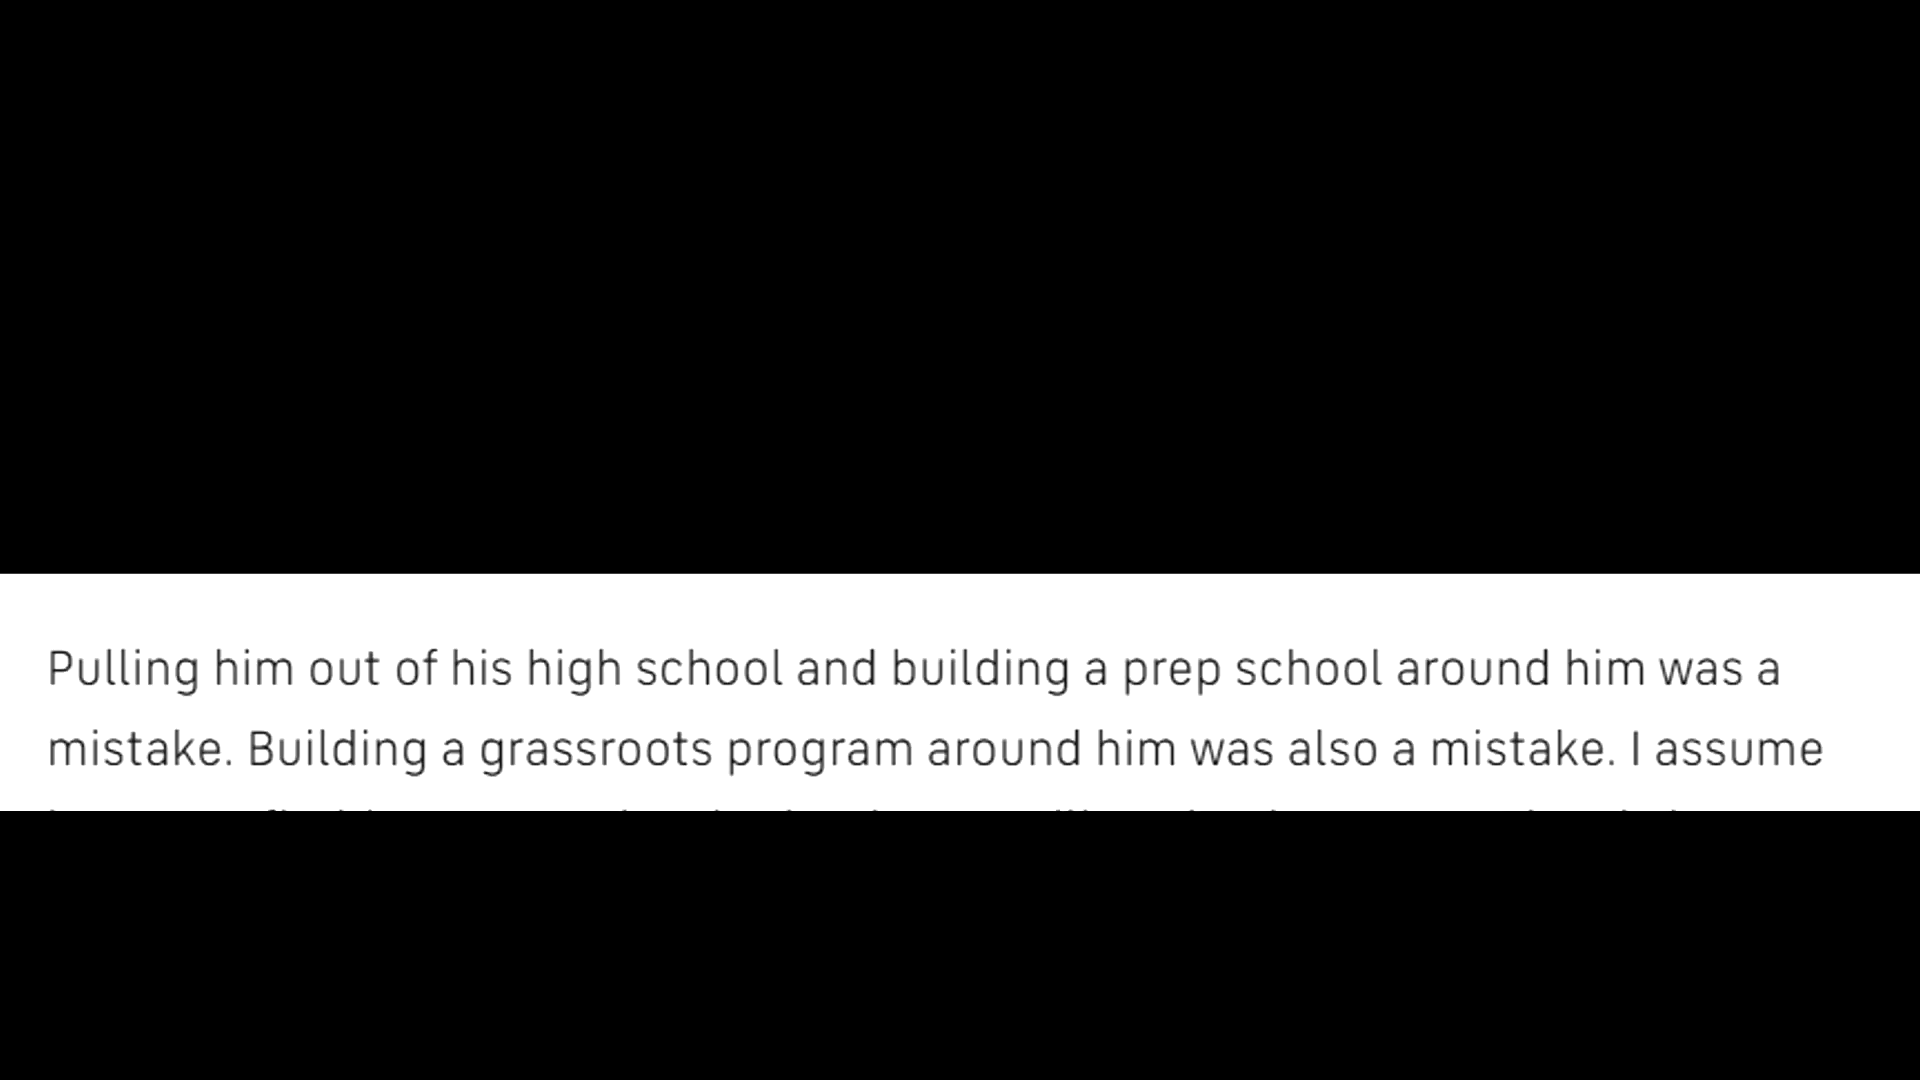 Pulling him out of his high school and building a prep school around him was a
mistake. Building a grassroots program around him was also a mistake. I assume